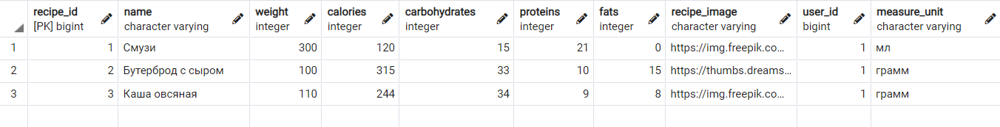 recipe_id name weight calories carbohydrates proteins fats recipe_image user_id measure_unit
[PK] bigint character varying integer integer integer integer integer character varying bigint character varying
1 1 Смузи 300 120 15 21 0 https://img.freepik.co… 1 мл
2 2 Бутерброд с сыром 100 315 33 10 15 https://thumbs.dreams… 1 грамм
3 3 Каша овсяная 110 244 34 9 8 https://img.freepik.co… 1 грамм